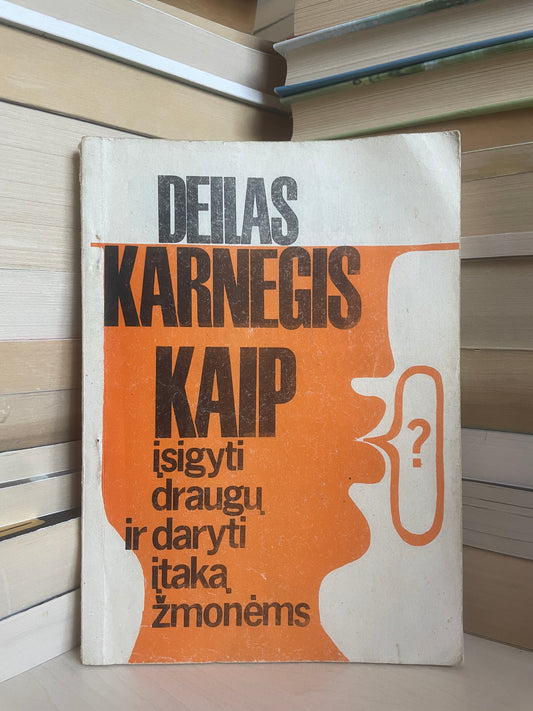 DEILAS
KARNEGIS
KAIP
įsigyti
draugų
ir daryti
įtaką
žmonėms
?